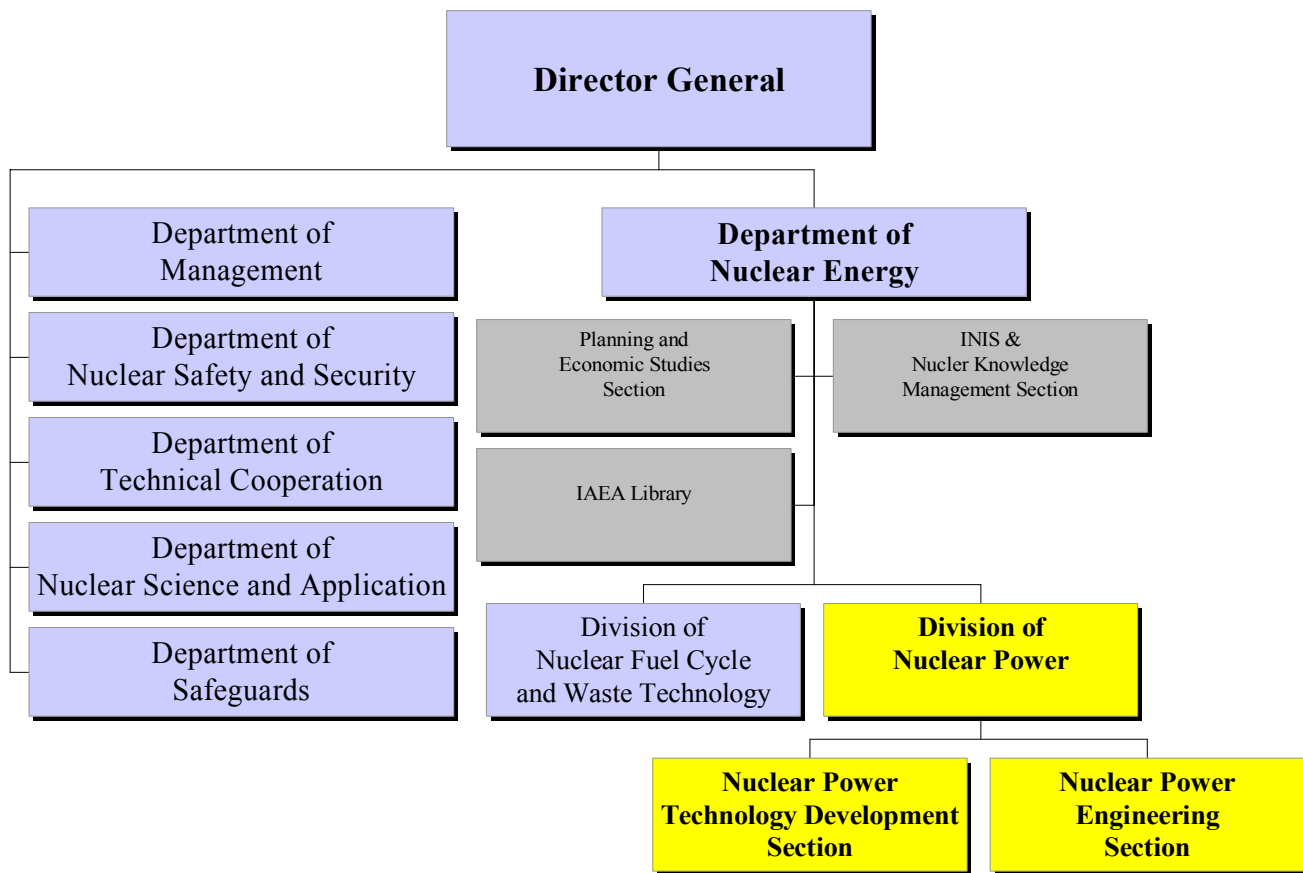 Director General
Department of
Management
Department of
Nuclear Safety and Security
Department of
Technical Cooperation
Department of
Nuclear Science and Application
Department of
Safeguards
Department of
Nuclear Energy
Planning and
Economic Studies
Section
INIS &
Nucler Knowledge
Management Section
IAEA Library
Division of
Nuclear Fuel Cycle
and Waste Technology
Division of
Nuclear Power
Nuclear Power
Technology Development
Section
Nuclear Power
Engineering
Section